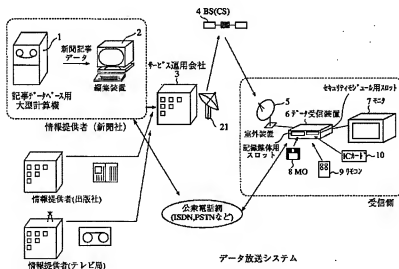 4 BS(CS)
1
2
新聞記事
データ
記事データベース用
大型計算機
編集装置
情報提供者(新聞社)
サービス運用会社
3
21
セキュリティモジュール用スロット
7 モニタ
5
6 データ受信装置
室外装置
記録媒体用
スロット
ICカード
10
8 MO
9 リモコン
受信側
情報提供者(出版社)
公衆電話網
(ISDN,PSTNなど)
情報提供者(テレビ局)
データ放送システム